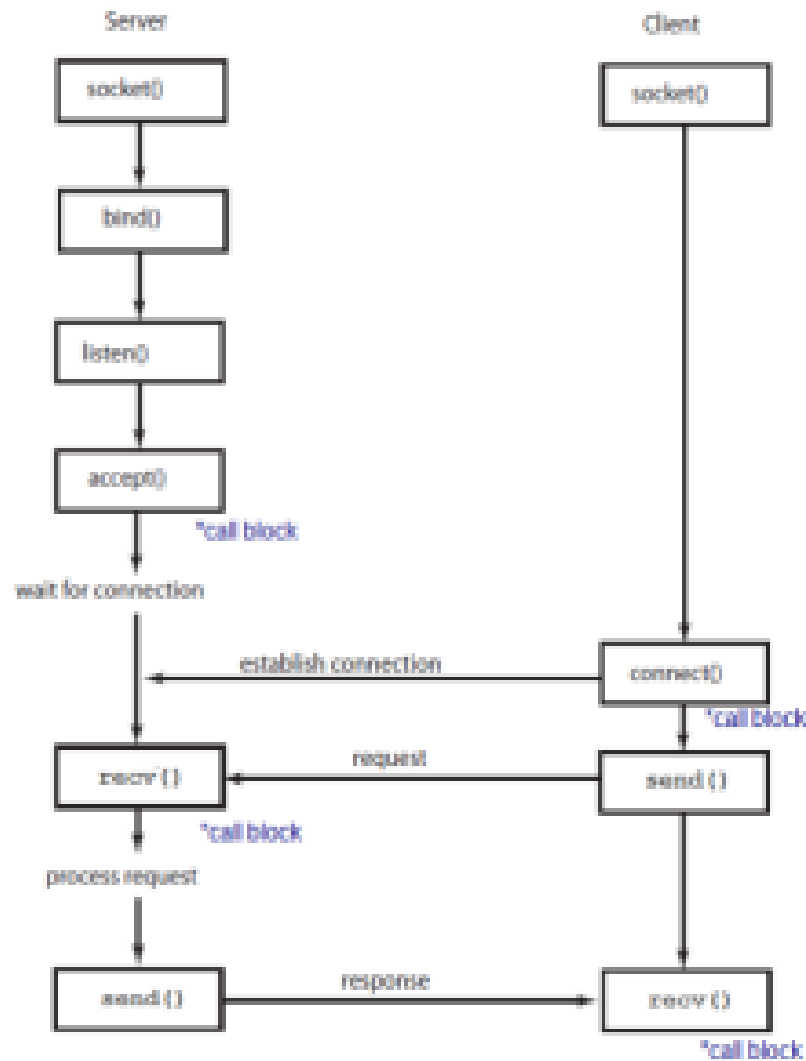 Server
Client
socket()
socket()
bind()
listen()
accept()
*call block
wait for connection
establish connection
connect()
*call block
recv()
request
send()
*call block
process request
send()
response
recv()
*call block